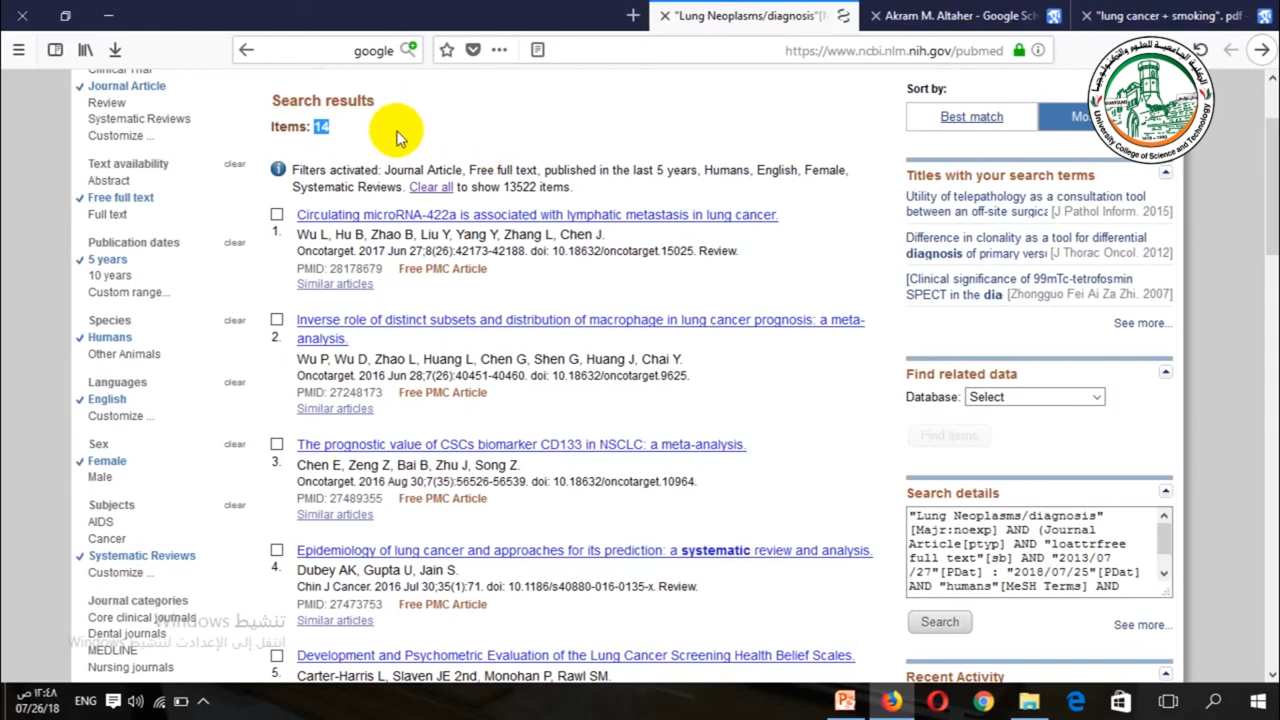 "Lung Neoplasms/diagnosis"[M
Akram M. Altaher - Google Sch
"lung cancer + smoking". pdf -
google
https://www.ncbi.nlm.nih.gov/pubmed
Clinical Trial
Journal Article
Review
Systematic Reviews
Customize ...
Text availability
clear
Abstract
Free full text
Full text
Publication dates
clear
5 years
10 years
Custom range...
Species
clear
Humans
Other Animals
Languages
clear
English
Customize ...
Sex
clear
Female
Male
Subjects
clear
AIDS
Cancer
Systematic Reviews
Customize ...
Journal categories
Core clinical journals
Dental journals
MEDLINE
Nursing journals
Search results
Items: 14
Filters activated: Journal Article, Free full text, published in the last 5 years, Humans, English, Female,
Systematic Reviews. Clear all to show 13522 items.
Circulating microRNA-422a is associated with lymphatic metastasis in lung cancer.
1. Wu L, Hu B, Zhao B, Liu Y, Yang Y, Zhang L, Chen J.
Oncotarget. 2017 Jun 27;8(26):42173-42188. doi: 10.18632/oncotarget.15025. Review.
PMID: 28178679 Free PMC Article
Similar articles
Inverse role of distinct subsets and distribution of macrophage in lung cancer prognosis: a meta-
2. analysis.
Wu P, Wu D, Zhao L, Huang L, Chen G, Shen G, Huang J, Chai Y.
Oncotarget. 2016 Jun 28;7(26):40451-40460. doi: 10.18632/oncotarget.9625.
PMID: 27248173 Free PMC Article
Similar articles
The prognostic value of CSCs biomarker CD133 in NSCLC: a meta-analysis.
3. Chen E, Zeng Z, Bai B, Zhu J, Song Z.
Oncotarget. 2016 Aug 30;7(35):56526-56539. doi: 10.18632/oncotarget.10964.
PMID: 27489355 Free PMC Article
Similar articles
Epidemiology of lung cancer and approaches for its prediction: a systematic review and analysis.
4. Dubey AK, Gupta U, Jain S.
Chin J Cancer. 2016 Jul 30;35(1):71. doi: 10.1186/s40880-016-0135-x. Review.
PMID: 27473753 Free PMC Article
Similar articles
Development and Psychometric Evaluation of the Lung Cancer Screening Health Belief Scales.
5. Carter-Harris L, Slaven JE 2nd, Monohan P, Rawl SM.
Sort by:
Best match
Mo
Titles with your search terms
Utility of telepathology as a consultation tool
between an off-site surgica [J Pathol Inform. 2015]
Difference in clonality as a tool for differential
diagnosis of primary versu [J Thorac Oncol. 2012]
[Clinical significance of 99mTc-tetrofosmin
SPECT in the dia [Zhongguo Fei Ai Za Zhi. 2007]
See more...
Find related data
Database: Select
Find items
Search details
"Lung Neoplasms/diagnosis"
[Majr:noexp] AND (Journal
Article[ptyp] AND "loattrfree
full text"[sb] AND "2013/07
/27"[PDat] : "2018/07/25"[PDat]
AND "humans"[MeSH Terms] AND
Search
See more...
Recent Activity
University College of Science and Technology
الكلية الجامعية للعلوم والتكنولوجيا
تنشيط Windows
انتقل إلى الإعدادات لتنشيط Windows
١٢:٤٨ ص
07/26/18
ENG